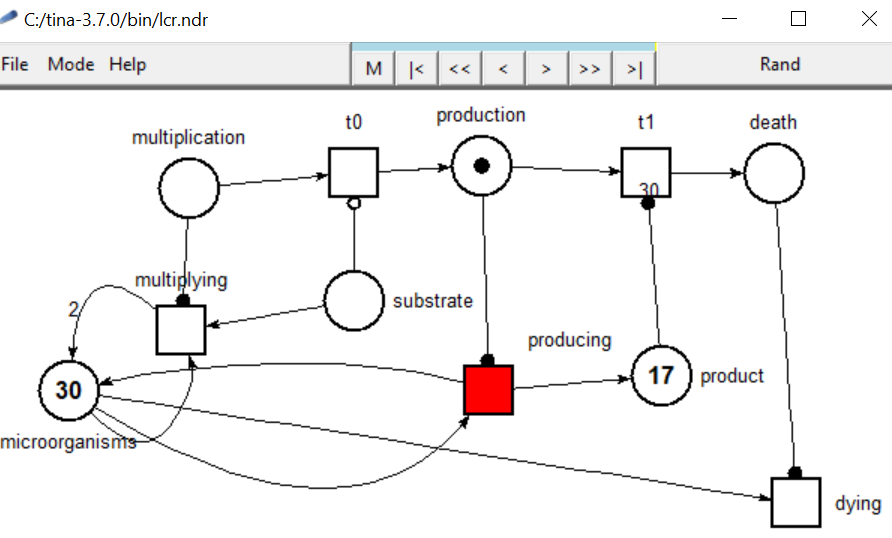 C:/tina-3.7.0/bin/lcr.ndr
File Mode Help M |< << < > >> >| Rand
multiplication t0 production t1 death
30
multiplying
2
substrate
producing
30
17 product
microorganisms
dying